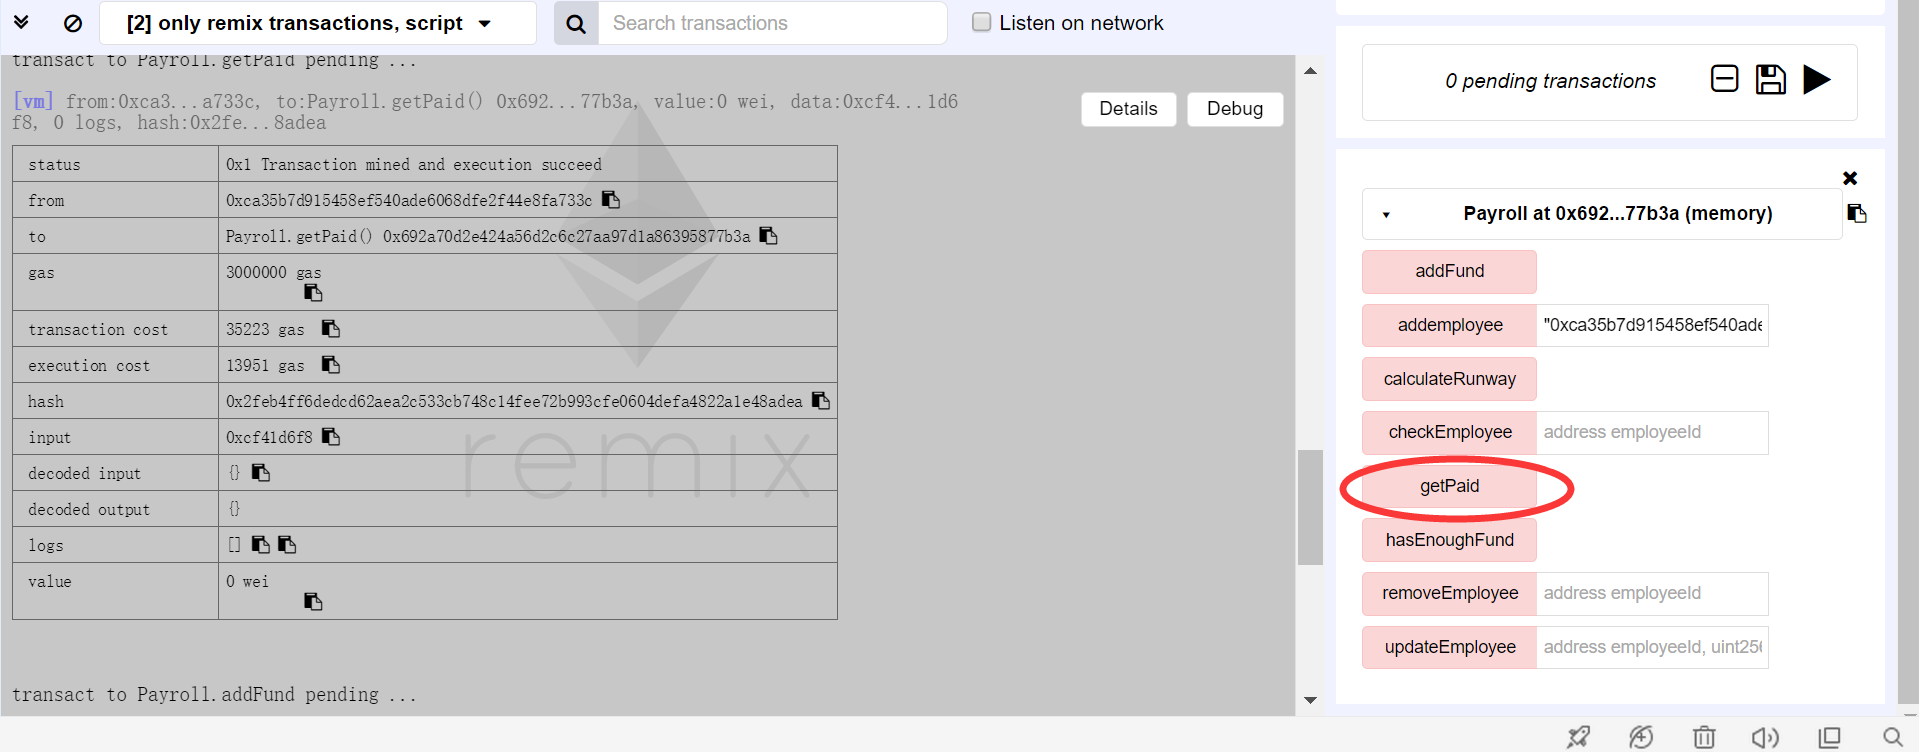 [2] only remix transactions, script
Search transactions
Listen on network
transact to Payroll.getPaid pending ...
[vm] from:0xca3...a733c, to:Payroll.getPaid() 0x692...77b3a, value:0 wei, data:0xcf4...1d6
f8, 0 logs, hash:0x2fe...8adea
Details
Debug
status 0x1 Transaction mined and execution succeed
from 0xca35b7d915458ef540ade6068dfe2f44e8fa733c
to Payroll.getPaid() 0x692a70d2e424a56d2c6c27aa97d1a86395877b3a
gas 3000000 gas
transaction cost 35223 gas
execution cost 13951 gas
hash 0x2feb4ff6dedcd62aea2c533cb748c14fee72b993cfe0604defa4822a1e48adea
input 0xcf41d6f8
decoded input {}
decoded output {}
logs []
value 0 wei
remix
transact to Payroll.addFund pending ...
0 pending transactions
Payroll at 0x692...77b3a (memory)
addFund
addemployee "0xca35b7d915458ef540ade
calculateRunway
checkEmployee address employeeId
getPaid
hasEnoughFund
removeEmployee address employeeId
updateEmployee address employeeId, uint256